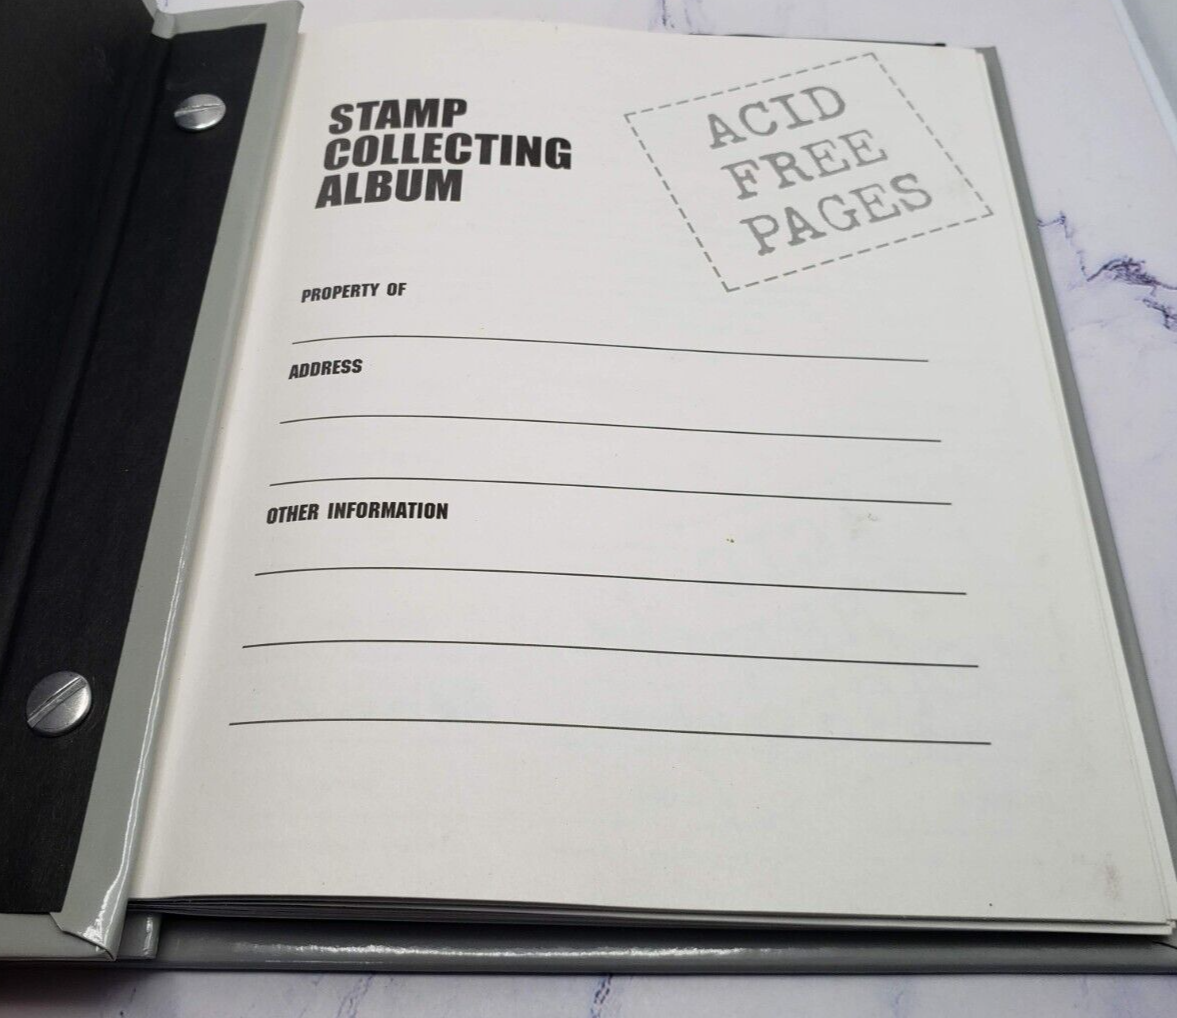 STAMP
COLLECTING
ALBUM
ACID
FREE
PAGES
PROPERTY OF
ADDRESS
OTHER INFORMATION